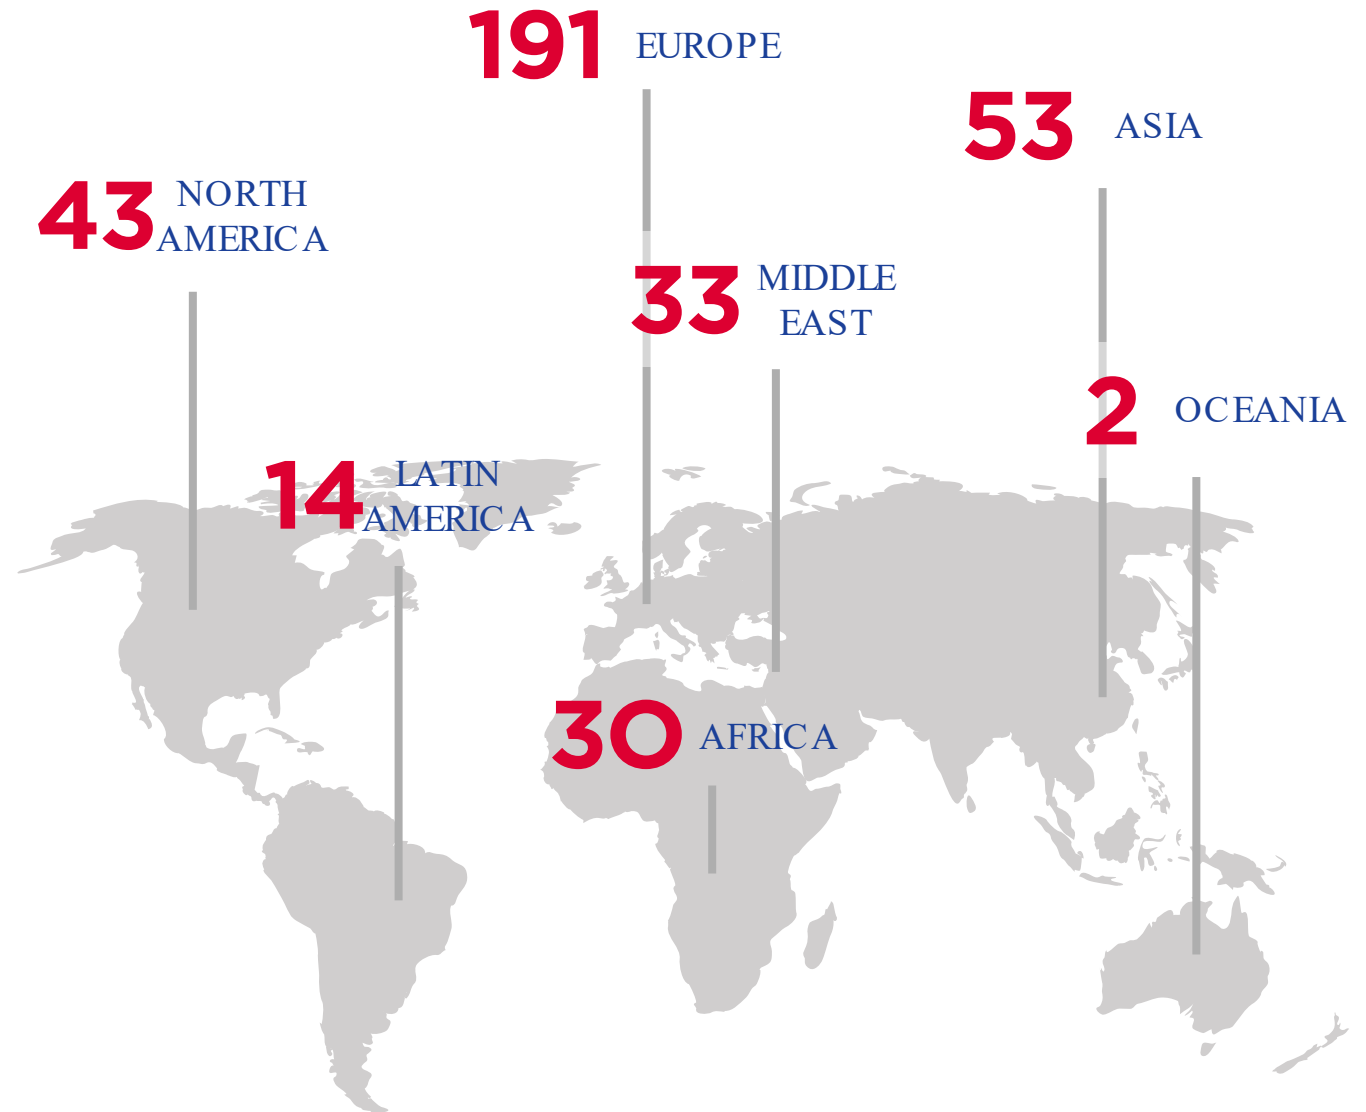 191 EUROPE
53 ASIA
43 NORTH
AMERICA
33 MIDDLE
EAST
2 OCEANIA
14 LATIN
AMERICA
30 AFRICA